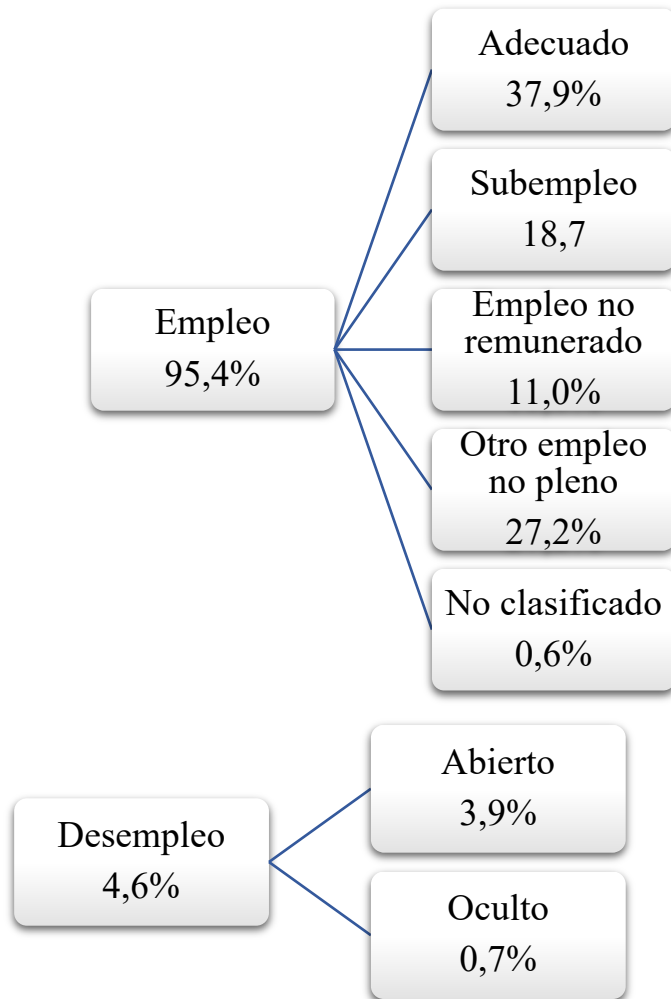 Empleo
95,4%
Adecuado
37,9%
Subempleo
18,7
Empleo no
remunerado
11,0%
Otro empleo
no pleno
27,2%
No clasificado
0,6%
Desempleo
4,6%
Abierto
3,9%
Oculto
0,7%